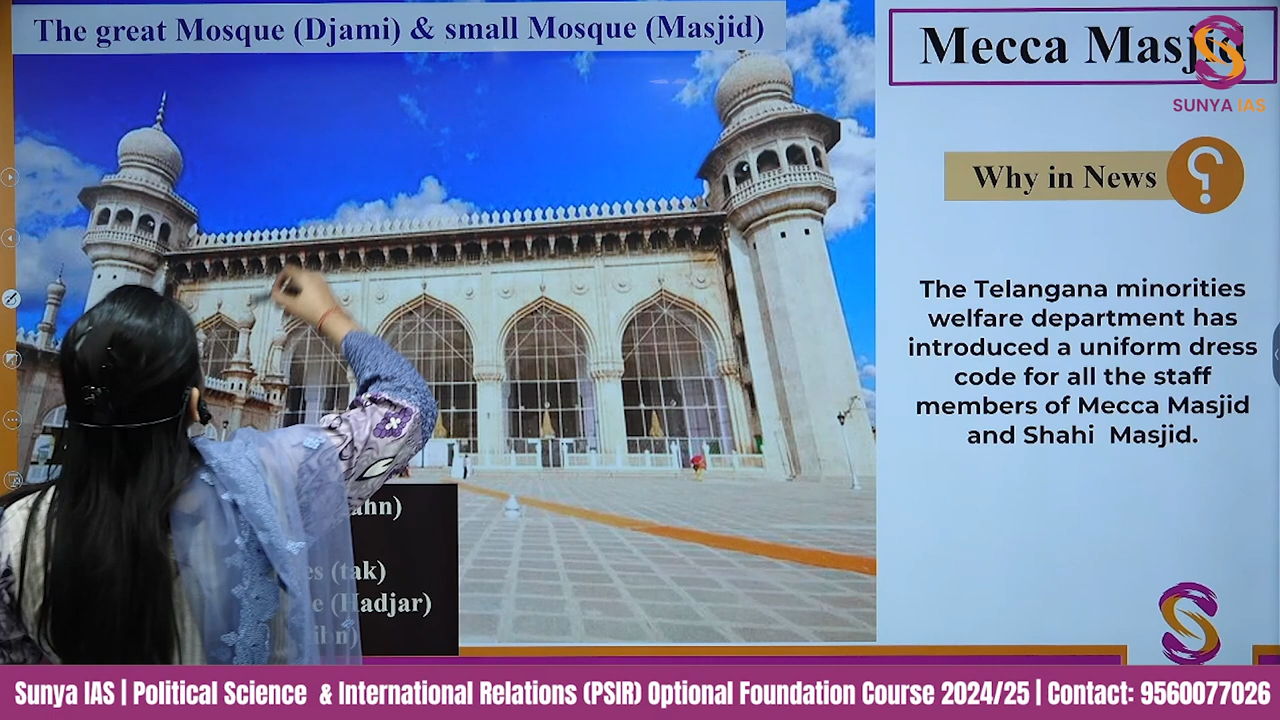 The great Mosque (Djami) & small Mosque (Masjid)
Mecca Masjid
SUNYA IAS
Why in News
The Telangana minorities
welfare department has
introduced a uniform dress
code for all the staff
members of Mecca Masjid
and Shahi Masjid.
(tak)
(Hadjar)
Sunya IAS | Political Science & International Relations (PSIR) Optional Foundation Course 2024/25 | Contact: 9560077026